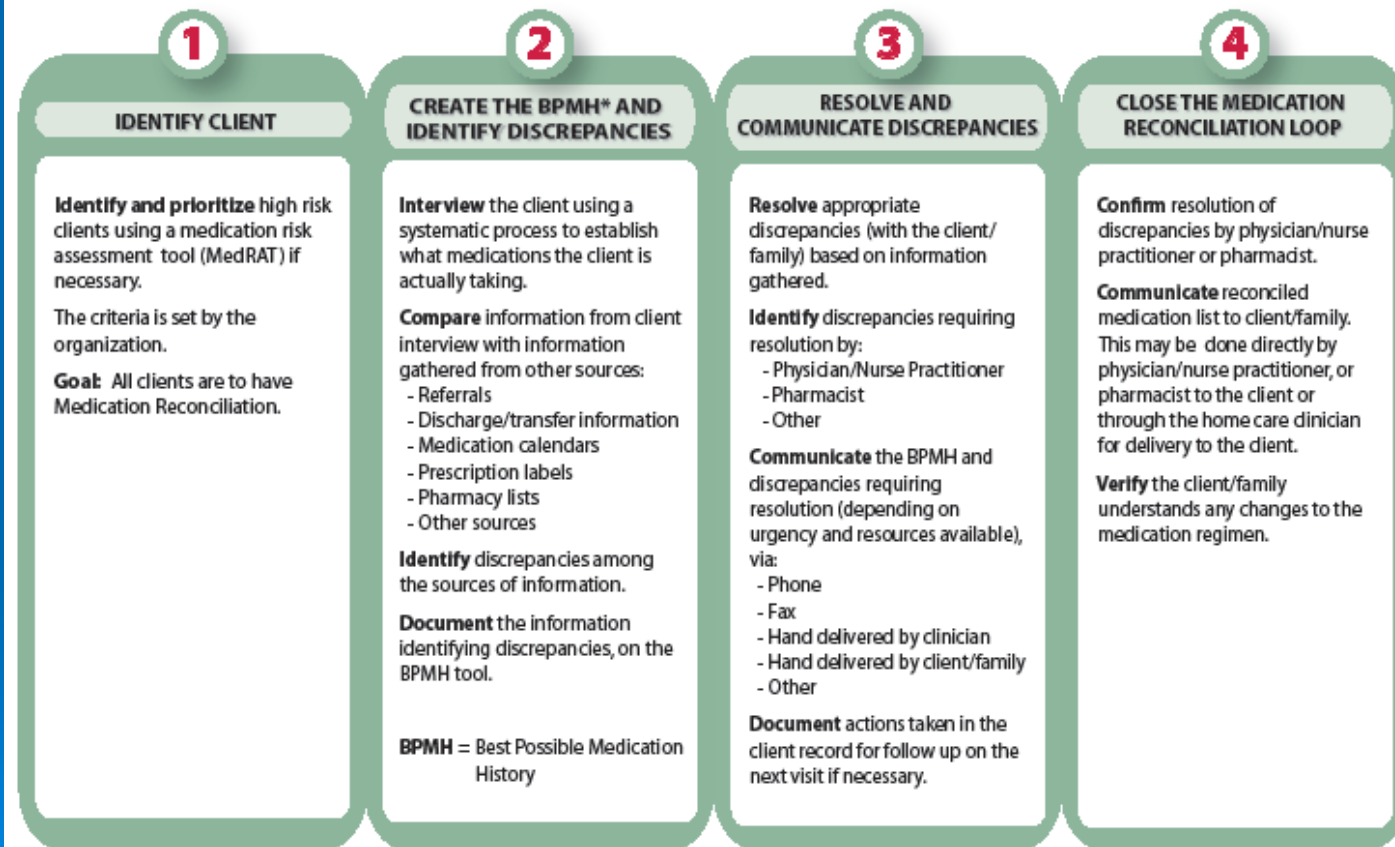 1
IDENTIFY CLIENT
Identify and prioritize high risk
clients using a medication risk
assessment tool (MedRAT) if
necessary.
The criteria is set by the
organization.
Goal: All clients are to have
Medication Reconciliation.
2
CREATE THE BPMH* AND
IDENTIFY DISCREPANCIES
Interview the client using a
systematic process to establish
what medications the client is
actually taking.
Compare information from client
interview with information
gathered from other sources:
- Referrals
- Discharge/transfer information
- Medication calendars
- Prescription labels
- Pharmacy lists
- Other sources
Identify discrepancies among
the sources of information.
Document the information
identifying discrepancies, on the
BPMH tool.
BPMH = Best Possible Medication
History
3
RESOLVE AND
COMMUNICATE DISCREPANCIES
Resolve appropriate
discrepancies (with the client/
family) based on information
gathered.
Identify discrepancies requiring
resolution by:
- Physician/Nurse Practitioner
- Pharmacist
- Other
Communicate the BPMH and
discrepancies requiring
resolution (depending on
urgency and resources available),
via:
- Phone
- Fax
- Hand delivered by clinician
- Hand delivered by client/family
- Other
Document actions taken in the
client record for follow up on the
next visit if necessary.
4
CLOSE THE MEDICATION
RECONCILIATION LOOP
Confirm resolution of
discrepancies by physician/nurse
practitioner or pharmacist.
Communicate reconciled
medication list to client/family.
This may be done directly by
physician/nurse practitioner, or
pharmacist to the client or
through the home care clinician
for delivery to the client.
Verify the client/family
understands any changes to the
medication regimen.